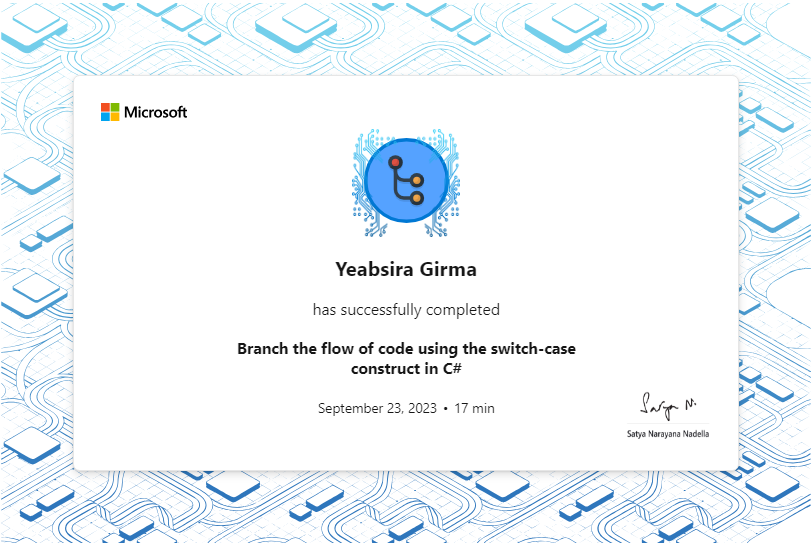 Microsoft
Yeabsira Girma
has successfully completed
Branch the flow of code using the switch-case
construct in C#
September 23, 2023 • 17 min
Satya N.
Satya Narayana Nadella